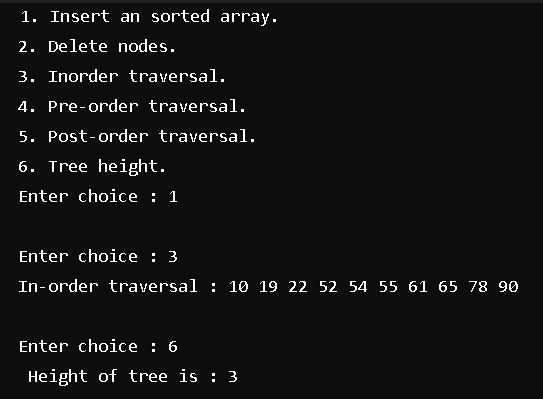 1. Insert an sorted array.
2. Delete nodes.
3. Inorder traversal.
4. Pre-order traversal.
5. Post-order traversal.
6. Tree height.
Enter choice : 1
Enter choice : 3
In-order traversal : 10 19 22 52 54 55 61 65 78 90
Enter choice : 6
Height of tree is : 3